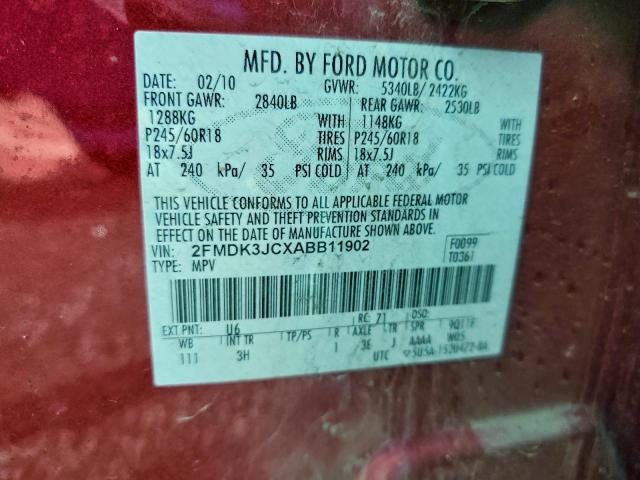 MFD. BY FORD MOTOR CO.
DATE: 02/10 GVWR: 5340LB/ 2422KG
FRONT GAWR: 2840LB REAR GAWR: 2530LB
1288KG WITH 1148KG WITH
P245/60R18 TIRES P245/60R18 TIRES
18x7.5J RIMS 18x7.5J RIMS
AT 240 kPa/ 35 PSI COLD AT 240 kPa/ 35 PSI COLD
THIS VEHICLE CONFORMS TO ALL APPLICABLE FEDERAL MOTOR
VEHICLE SAFETY AND THEFT PREVENTION STANDARDS IN
EFFECT ON THE DATE OF MANUFACTURE SHOWN ABOVE.
VIN: 2FMDK3JCXABB11902 F0099
TYPE: MPV T0361
EXT PNT: U6 RC: 71 DSO:
WB INT TR TP/PS R AXLE TR SPR
111 3H I 3E J AAAA W05
UTC